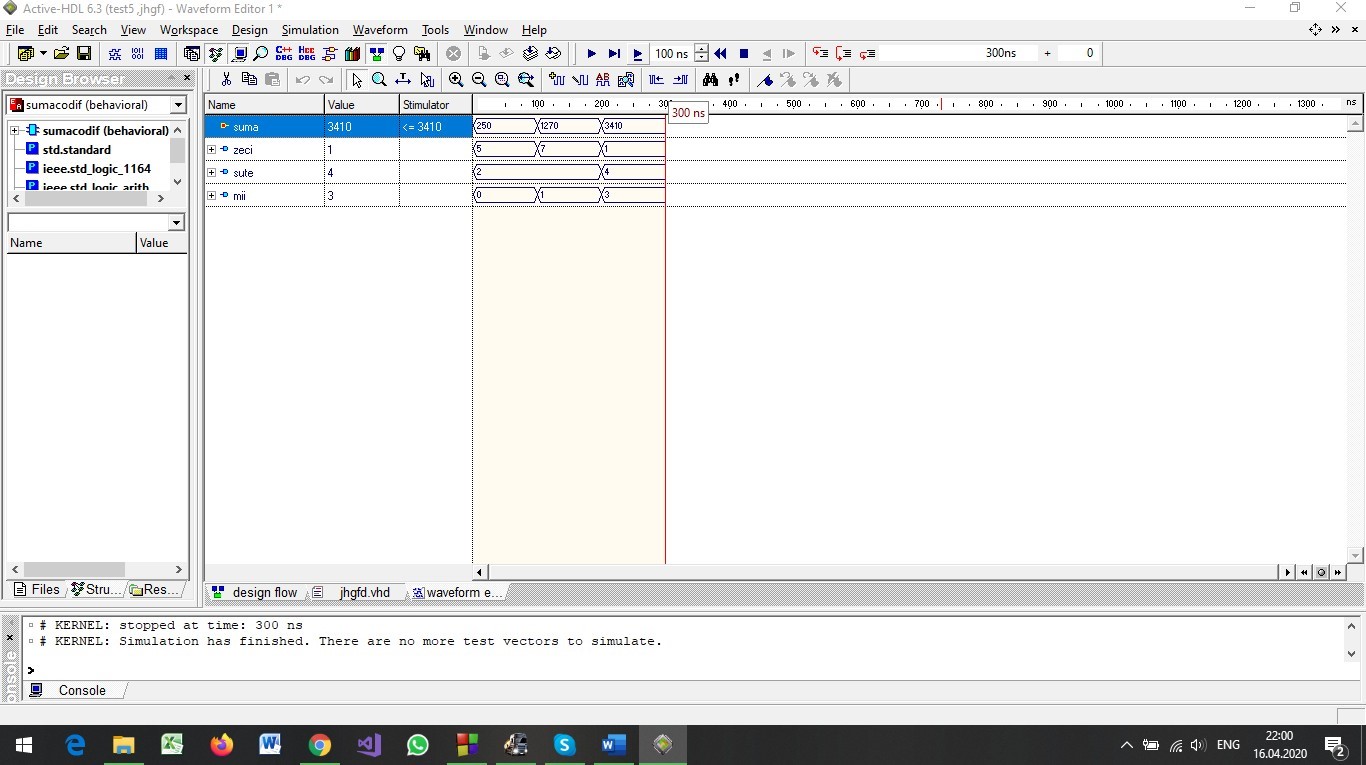 Active-HDL 6.3 (test5 ,jhgf) - Waveform Editor 1 *
File Edit Search View Workspace Design Simulation Waveform Tools Window Help
C++ DBG HCC DBG 100 ns 300ns + 0
Design Browser
sumacodif (behavioral)
sumacodif (behavioral)
std.standard
ieee.std_logic_1164
ieee.std_logic_arith
Name Value
Files Stru... Res...
Name Value Stimulator 100 200 300 400 500 600 700 800 900 1000 1100 1200 1300 ns
300 ns
suma 3410 <= 3410 250 1270 3410
zeci 1 5 7 1
sute 4 2 4
mii 3 0 1 3
design flow jhgfd.vhd waveform e...
# KERNEL: stopped at time: 300 ns
# KERNEL: Simulation has finished. There are no more test vectors to simulate.
>
Console
ENG 22:00
16.04.2020 2